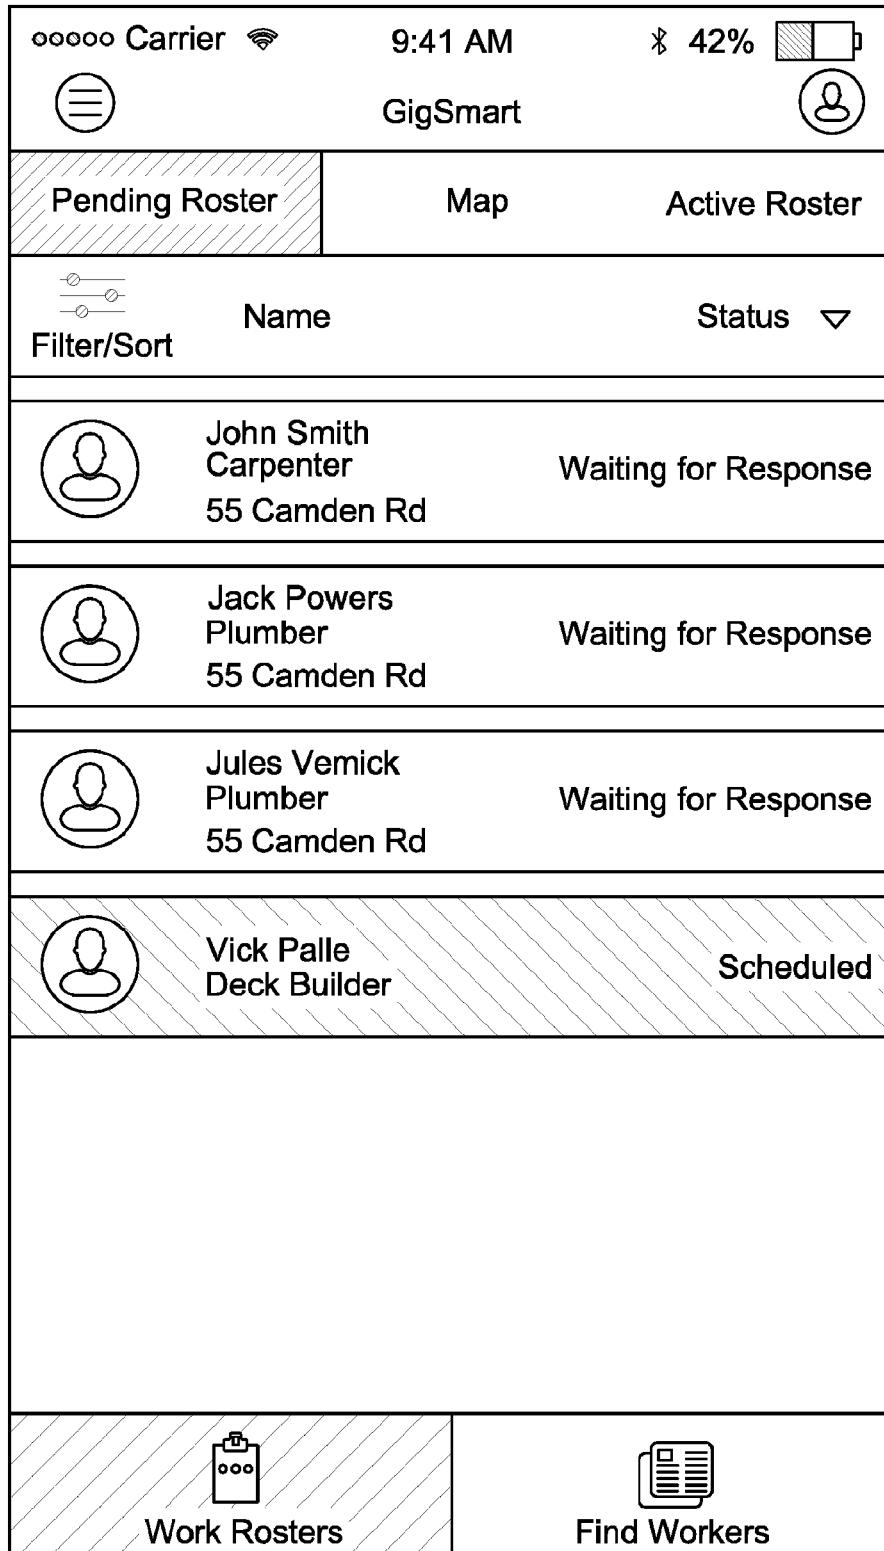 Carrier 9:41 AM 42%
GigSmart
Pending Roster Map Active Roster
Filter/Sort Name Status
John Smith
Carpenter
55 Camden Rd
Waiting for Response
Jack Powers
Plumber
55 Camden Rd
Waiting for Response
Jules Vemick
Plumber
55 Camden Rd
Waiting for Response
Vick Palle
Deck Builder
Scheduled
Work Rosters Find Workers